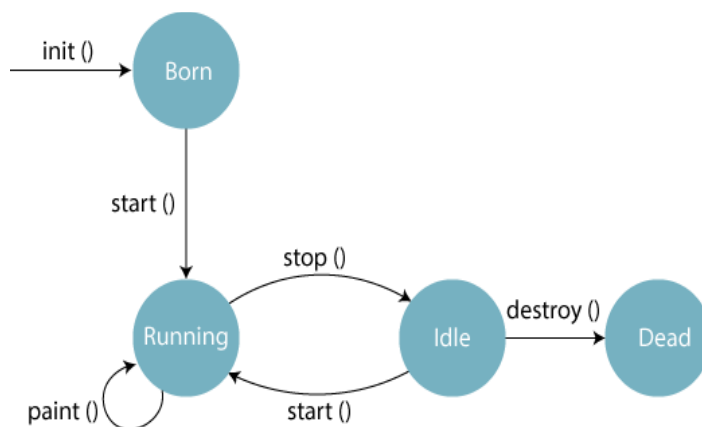 init ()
Born
start ()
stop ()
destroy ()
Running
Idle
Dead
paint ()
start ()